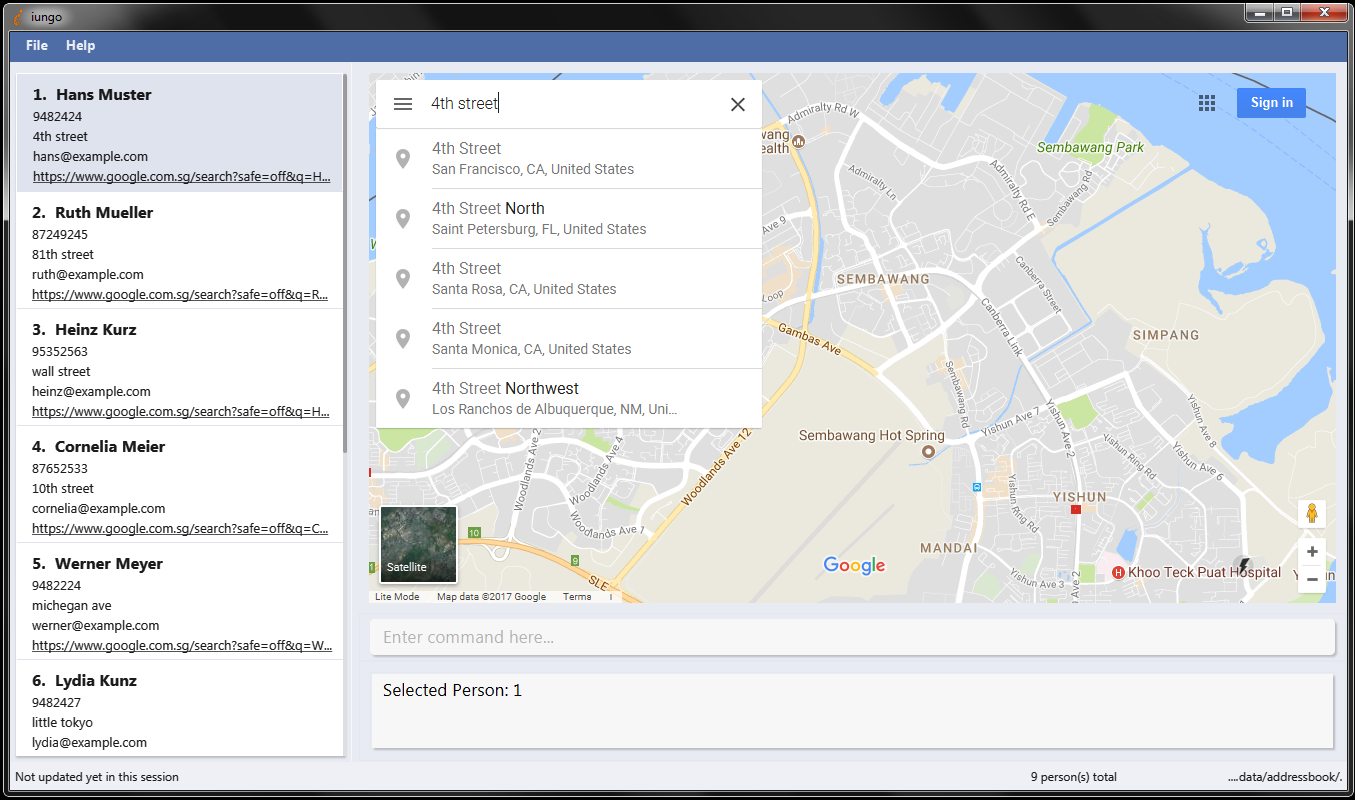 iungo
File Help
1. Hans Muster
9482424
4th street
hans@example.com
https://www.google.com.sg/search?safe=off&q=H...
2. Ruth Mueller
87249245
81th street
ruth@example.com
https://www.google.com.sg/search?safe=off&q=R...
3. Heinz Kurz
95352563
wall street
heinz@example.com
https://www.google.com.sg/search?safe=off&q=H...
4. Cornelia Meier
87652533
10th street
cornelia@example.com
https://www.google.com.sg/search?safe=off&q=C...
5. Werner Meyer
9482224
michegan ave
werner@example.com
https://www.google.com.sg/search?safe=off&q=W...
6. Lydia Kunz
9482427
little tokyo
lydia@example.com
4th street
4th Street
San Francisco, CA, United States
4th Street North
Saint Petersburg, FL, United States
4th Street
Santa Rosa, CA, United States
4th Street
Santa Monica, CA, United States
4th Street Northwest
Los Ranchos de Albuquerque, NM, Uni...
Sign in
Admiralty Rd W
Sembawang Park
Admiralty Ln
Admiralty Rd E
Sembawang Rd
SEMBAWANG
Canberra Street
Loop
Gambas Ave
Canberra Link
SIMPANG
Sembawang Rd
Sembawang Hot Spring
Yishun Ave 7
Yishun Ave 8
Yishun Ring Rd
Yishun Ave 6
Woodlands Ave 12
Woodlands Ave 4
Woodlands Ave 2
Woodlands Ave 7
YISHUN
Yishun Ring Rd
MANDAI
10
9
1
SLE
Khoo Teck Puat Hospital
H
Yishun Ave 3
Yishun Ave 2
Google
Satellite
Lite Mode Map data ©2017 Google Terms
+
−
Enter command here...
Selected Person: 1
Not updated yet in this session
9 person(s) total
....data/addressbook/.